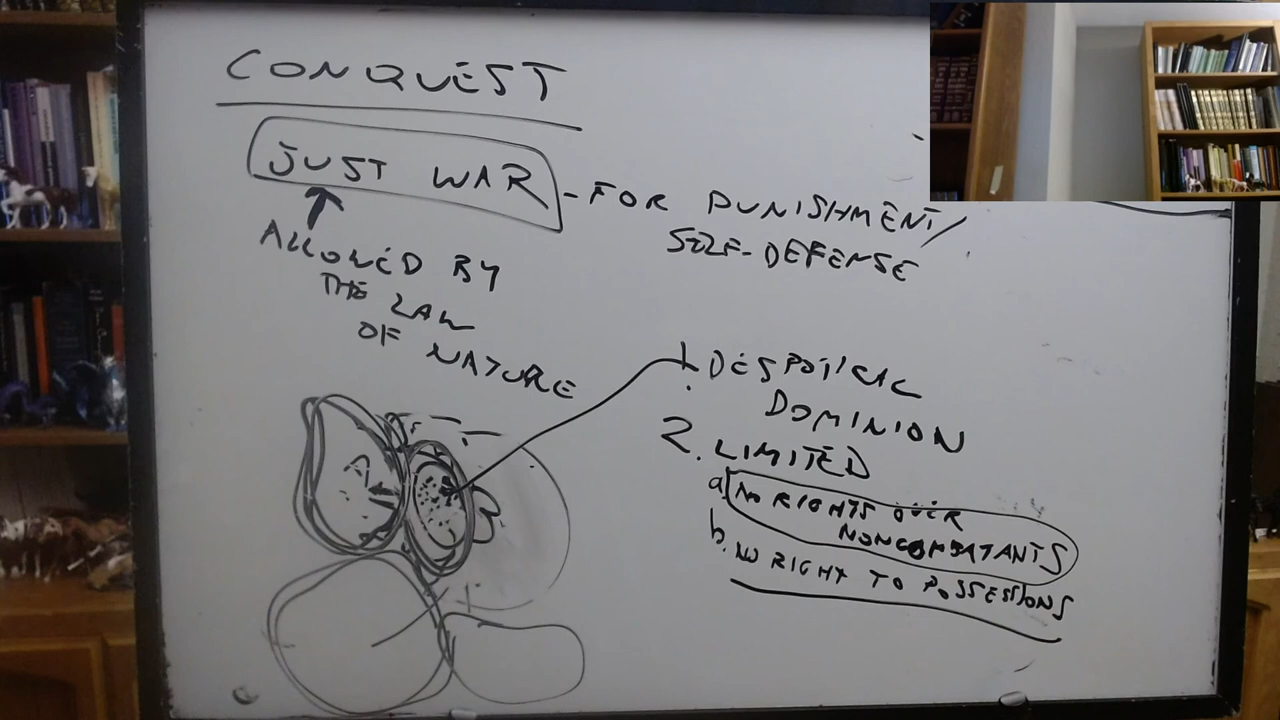 CONQUEST
JUST WAR - FOR PUNISHMENT/
SELF-DEFENSE
ALLOWED BY
THE LAW
OF NATURE
1. DESPOTICAL
DOMINION
2. LIMITED
a. NO RIGHTS OVER
NONCOMBATANTS
b. NO RIGHT TO POSSESSIONS